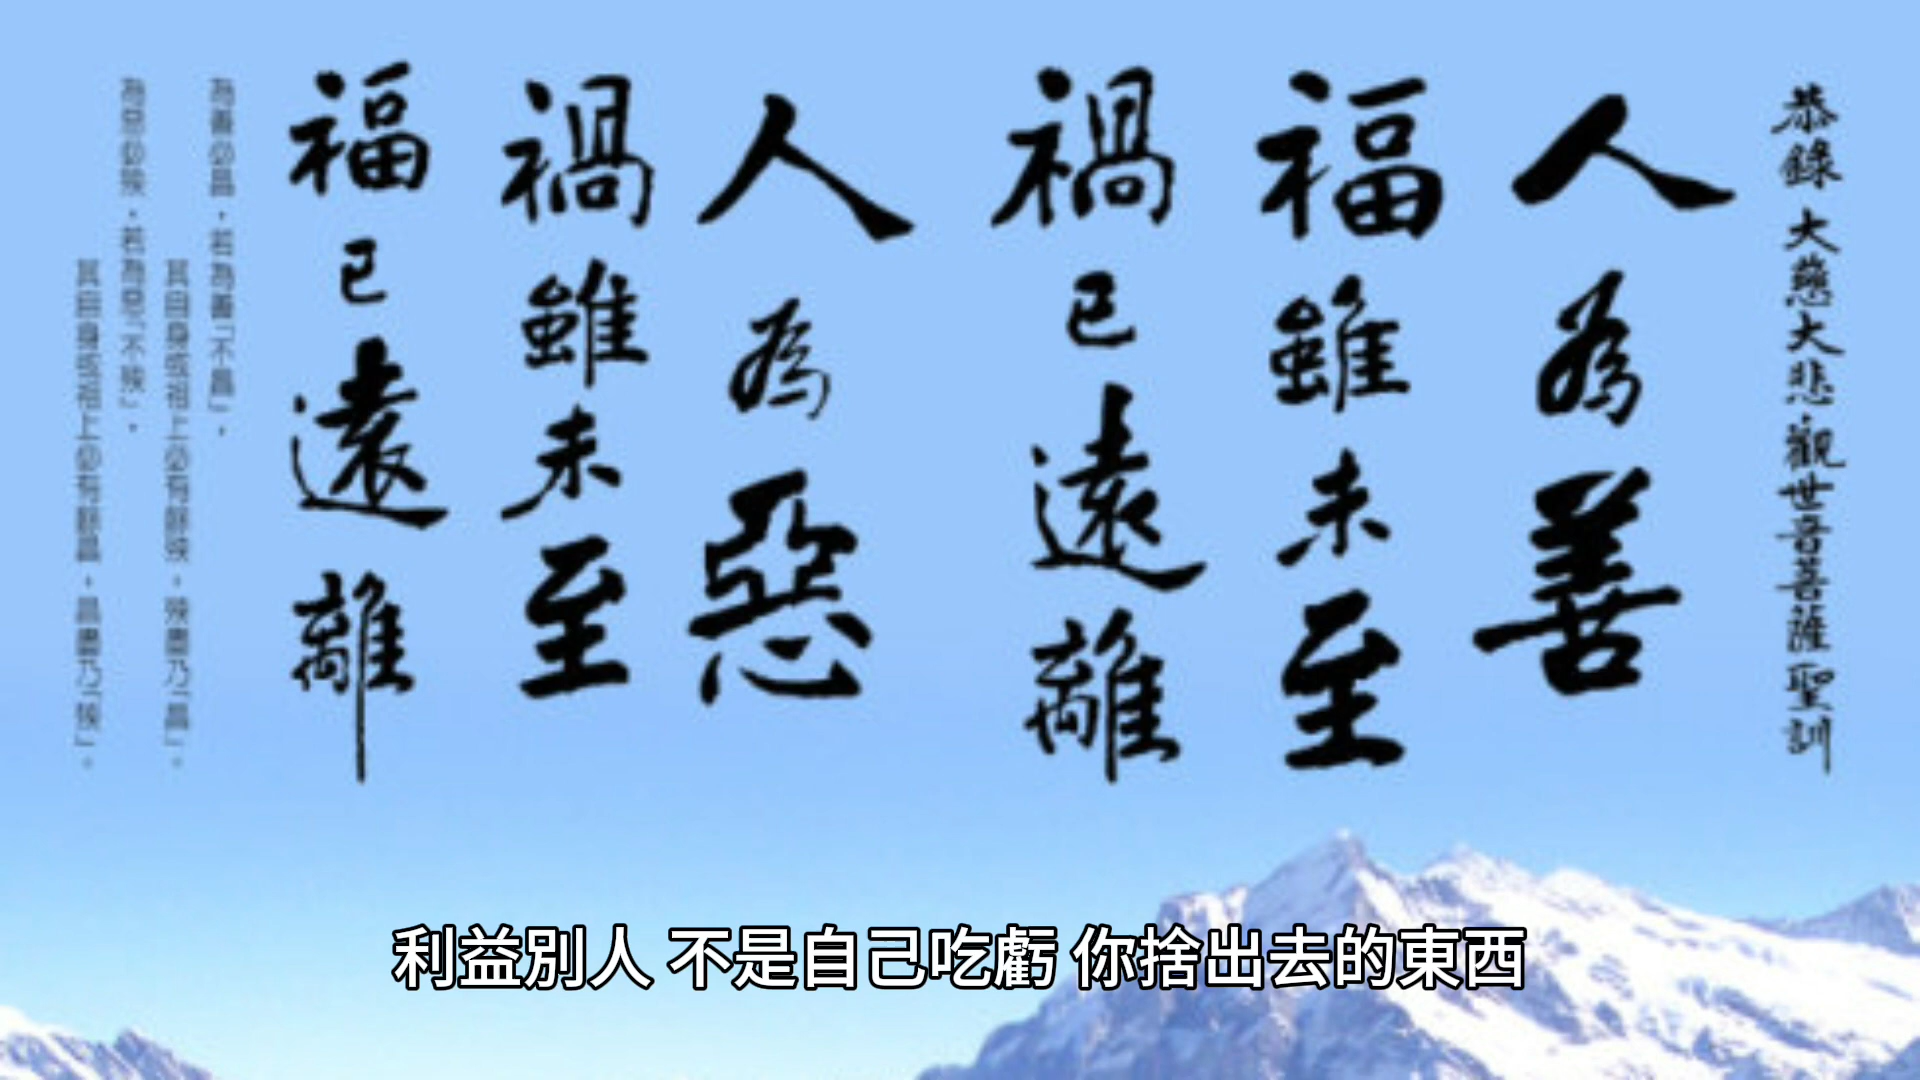 恭錄大慈大悲觀世音菩薩聖訓
人為善
福雖未至
禍已遠離
人為惡
禍雖未至
福已遠離
為善必昌，若為善「不昌」，
其自身或祖上必有餘殃，殃盡乃「昌」。
為惡必殃，若為惡「不殃」，
其自身或祖上必有餘昌，昌盡乃「殃」。
利益別人 不是自己吃虧 你捨出去的東西